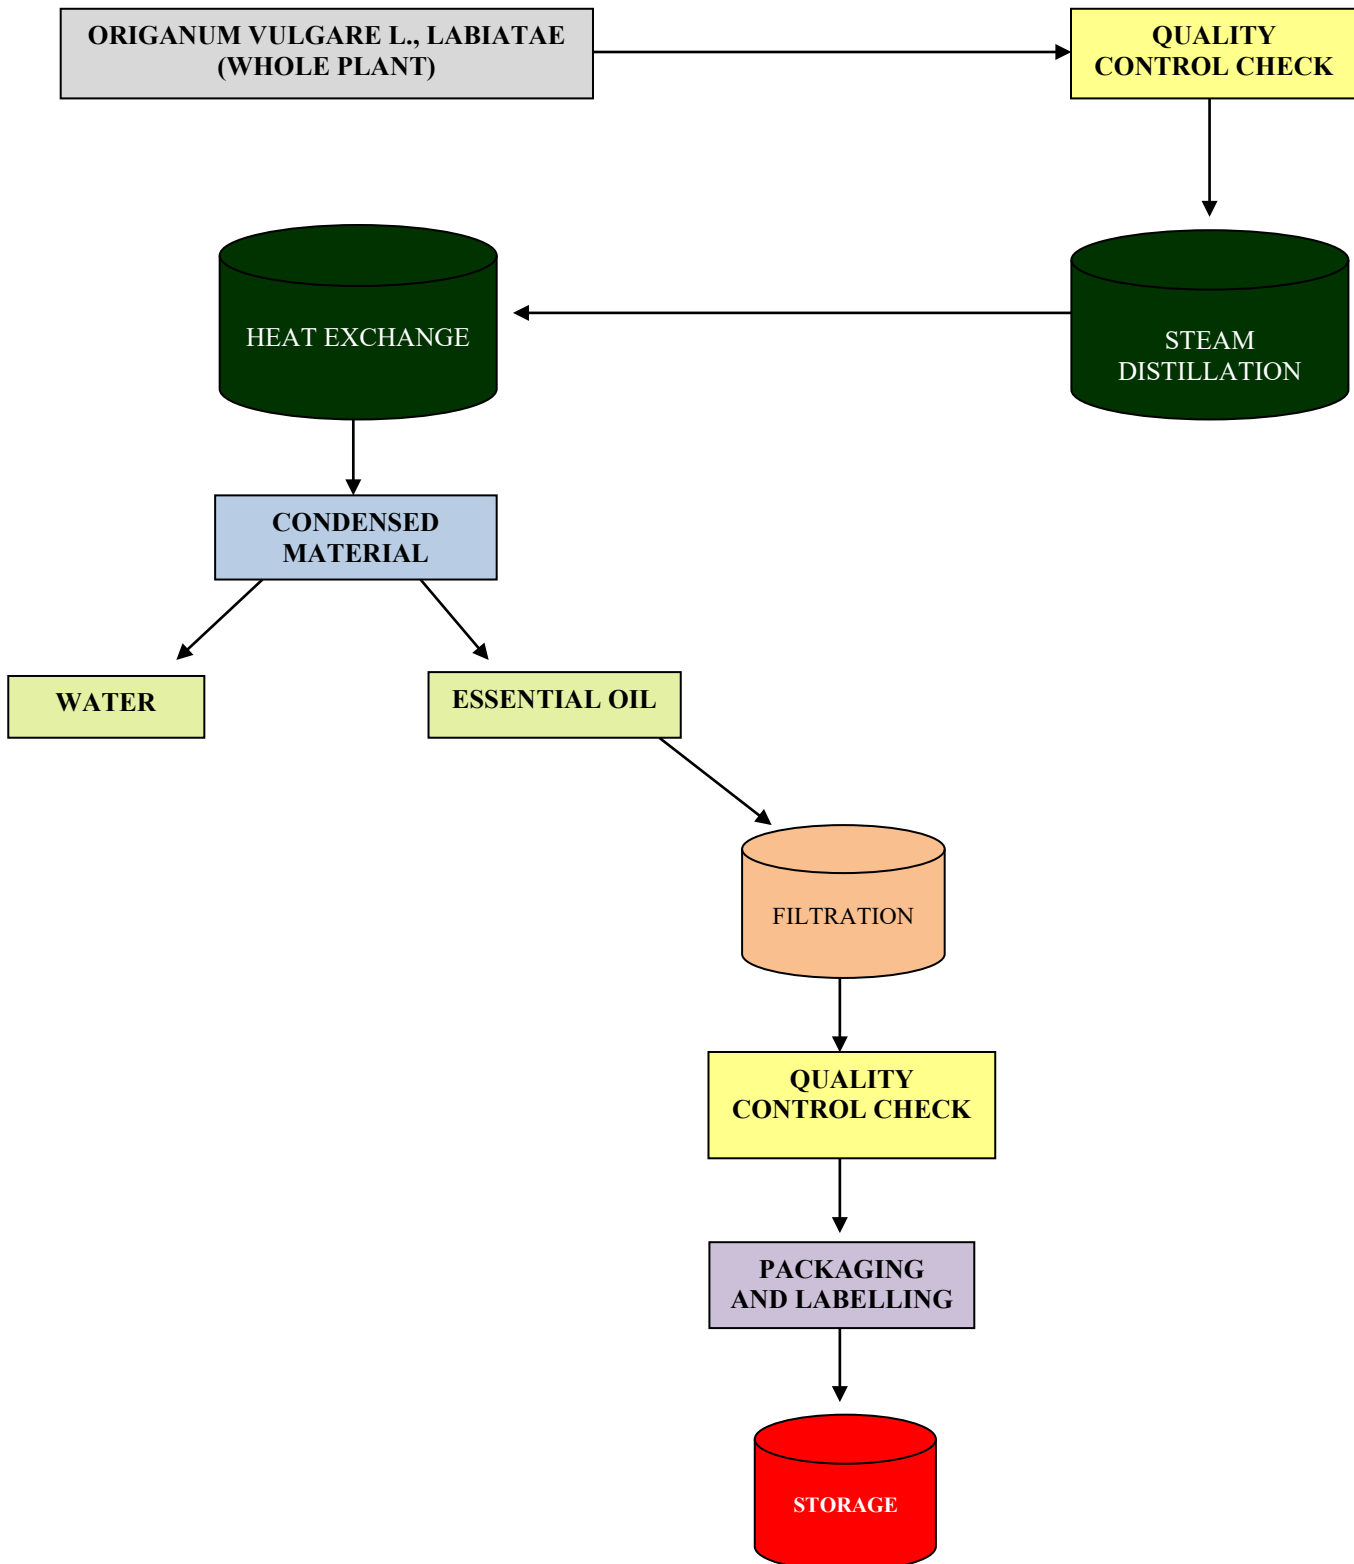 ORIGANUM VULGARE L., LABIATAE
(WHOLE PLANT)
QUALITY
CONTROL CHECK
HEAT EXCHANGE
STEAM
DISTILLATION
CONDENSED
MATERIAL
WATER
ESSENTIAL OIL
FILTRATION
QUALITY
CONTROL CHECK
PACKAGING
AND LABELLING
STORAGE